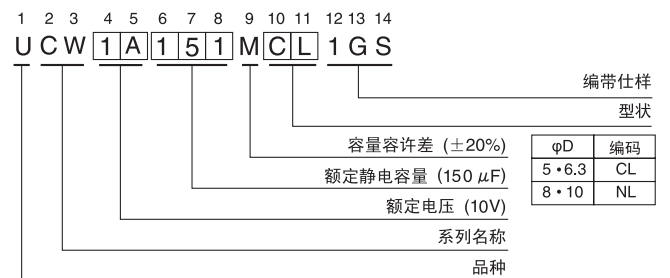 1 2 3 4 5 6 7 8 9 10 11 12 13 14
U C W 1 A 1 5 1 M C L 1 G S
编带仕样
型状
容量容许差 (±20%)
额定静电容量 (150 μF)
额定电压 (10V)
系列名称
品种
φD 编码
5・6.3 CL
8・10 NL